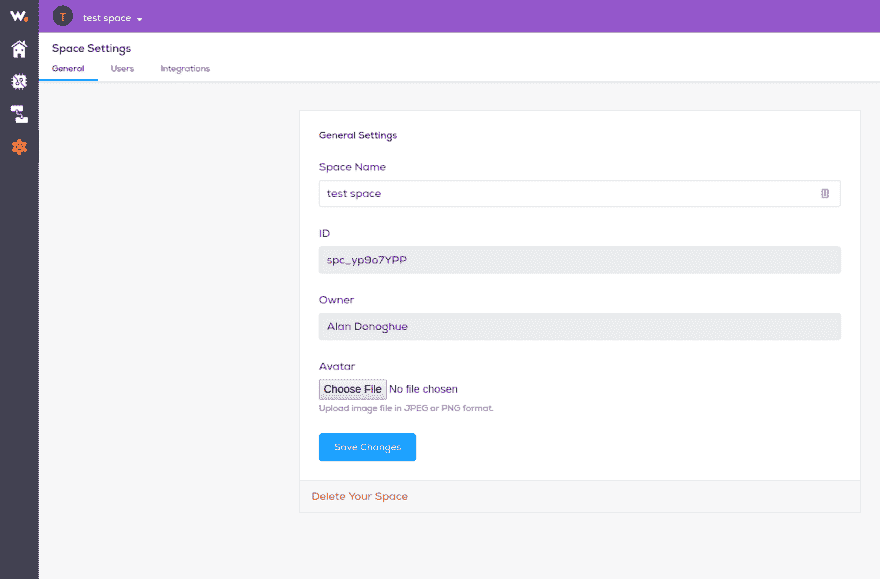 W.
T test space
Space Settings
General Users Integrations
General Settings
Space Name
test space
ID
spc_yp9o7YPP
Owner
Alan Donoghue
Avatar
Choose File No file chosen
Upload image file in JPEG or PNG format.
Save Changes
Delete Your Space